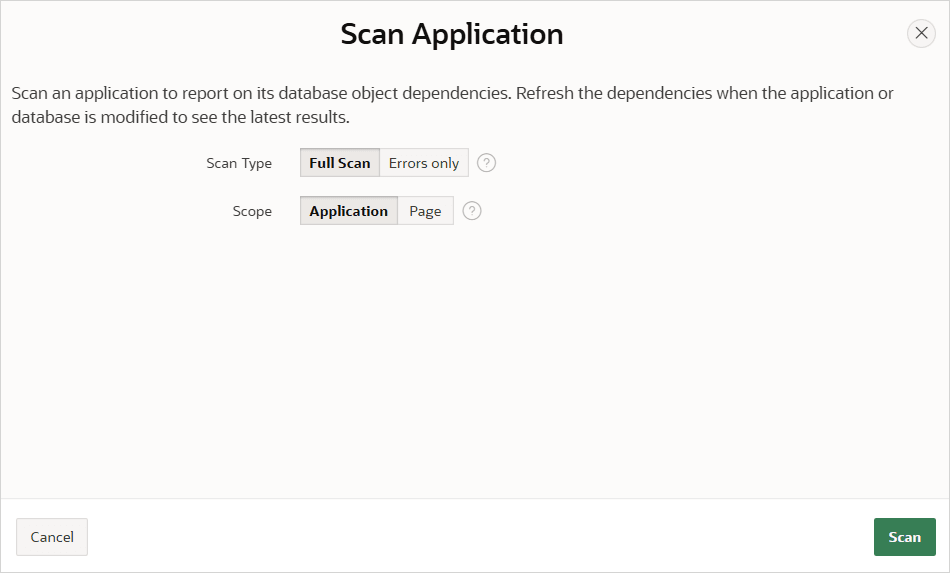 Scan Application
Scan an application to report on its database object dependencies. Refresh the dependencies when the application or
database is modified to see the latest results.
Scan Type Full Scan Errors only ?
Scope Application Page ?
Cancel Scan